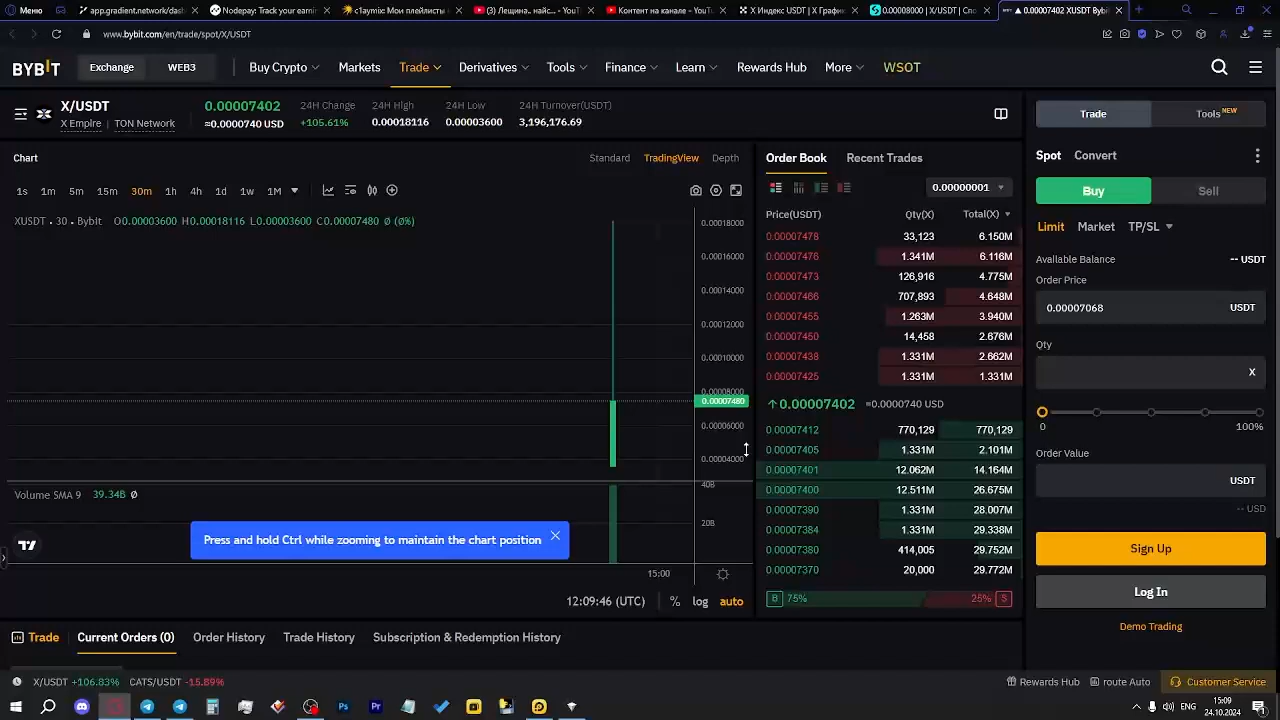 Меню
app.gradient.network/dashb
Nodepay Track your earnin
c1aymix Мои плейлисты
(3) Лещина.. найс... - YouT
Контент на канале - YouTu
X Индекс USDT | X График
0.00008000 | X/USDT | Спо
0.00007402 XUSDT Bybi
www.bybit.com/en/trade/spot/X/USDT
BYBIT
Exchange
WEB3
Buy Crypto
Markets
Trade
Derivatives
Tools
Finance
Learn
Rewards Hub
More
WSOT
X/USDT
X Empire
TON Network
0.00007402
≈0.0000740 USD
24H Change
+105.61%
24H High
0.00018116
24H Low
0.00003600
24H Turnover(USDT)
3,196,176.69
Chart
Standard
TradingView
Depth
1s 1m 5m 15m 30m 1h 4h 1d 1w 1M
XUSDT · 30 · Bybit O0.00003600 H0.00018116 L0.00003600 C0.00007480 Ø (0%)
0.00018000
0.00016000
0.00014000
0.00012000
0.00010000
0.00008000
0.00007480
0.00006000
0.00004000
Volume SMA 9 39.34B Ø
40B
20B
Press and hold Ctrl while zooming to maintain the chart position
15:00
12:09:46 (UTC)
%
log
auto
Order Book
Recent Trades
0.00000001
Price(USDT) Qty(X) Total(X)
0.00007478 33,123 6.150M
0.00007476 1.341M 6.116M
0.00007473 126,916 4.775M
0.00007466 707,893 4.648M
0.00007455 1.263M 3.940M
0.00007450 14,458 2.676M
0.00007438 1.331M 2.662M
0.00007425 1.331M 1.331M
↑0.00007402 ≈0.0000740 USD
0.00007412 770,129 770,129
0.00007405 1.331M 2.101M
0.00007401 12.062M 14.164M
0.00007400 12.511M 26.675M
0.00007390 1.331M 28.007M
0.00007384 1.331M 29.338M
0.00007380 414,005 29.752M
0.00007370 20,000 29.772M
B 75%
25% S
Trade
Tools NEW
Spot
Convert
Buy
Sell
Limit
Market
TP/SL
Available Balance
-- USDT
Order Price
0.00007068
USDT
Qty
X
0
100%
Order Value
USDT
-- USD
Sign Up
Log In
Demo Trading
Trade
Current Orders (0)
Order History
Trade History
Subscription & Redemption History
X/USDT +106.83%
CATS/USDT -15.89%
Rewards Hub
route Auto
Customer Service
15:09
24.10.2024